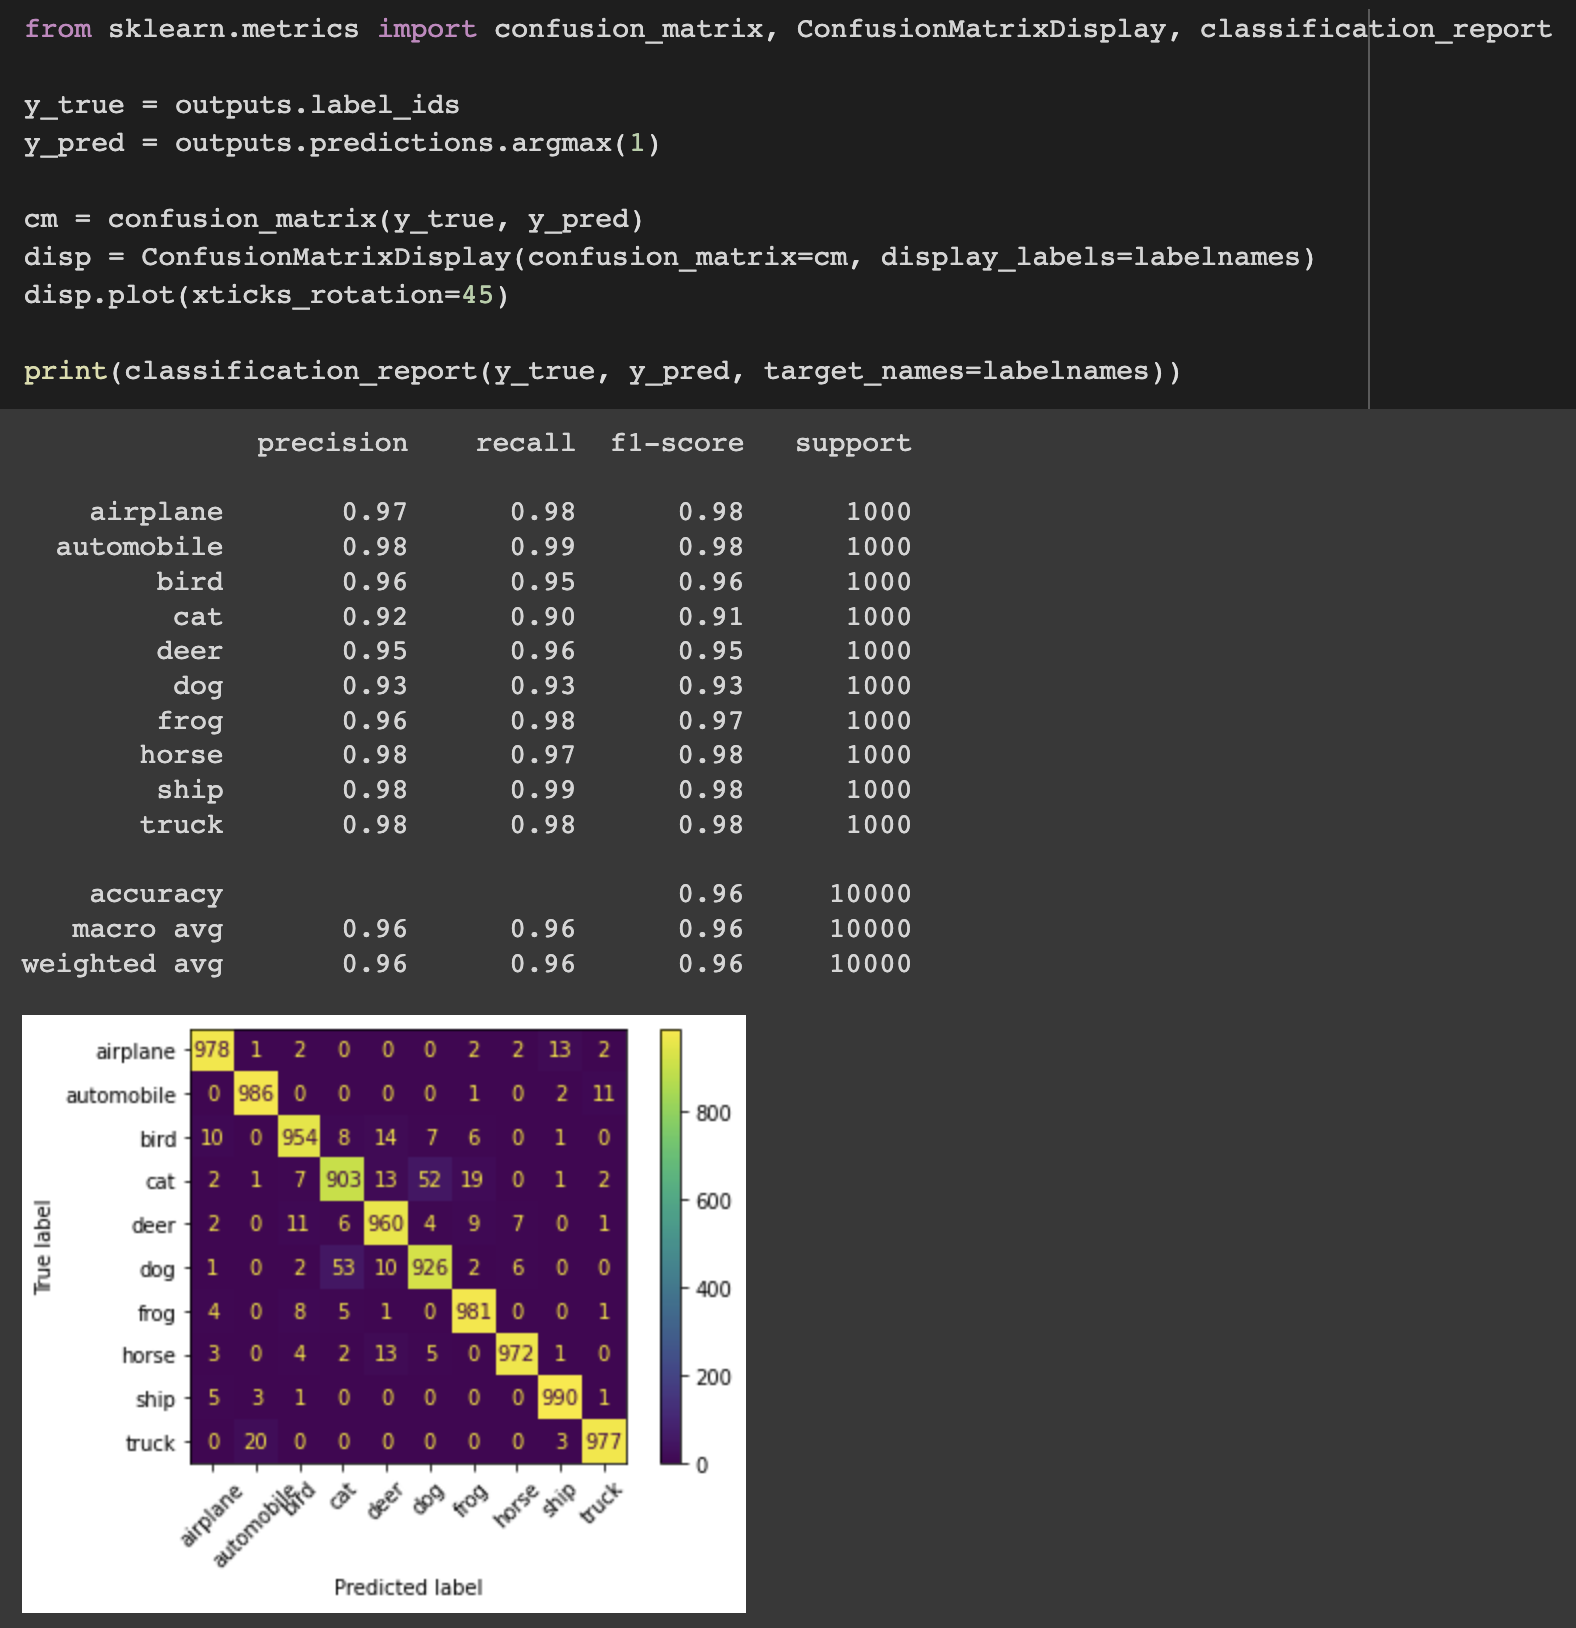 from sklearn.metrics import confusion_matrix, ConfusionMatrixDisplay, classification_report
y_true = outputs.label_ids
y_pred = outputs.predictions.argmax(1)
cm = confusion_matrix(y_true, y_pred)
disp = ConfusionMatrixDisplay(confusion_matrix=cm, display_labels=labelnames)
disp.plot(xticks_rotation=45)
print(classification_report(y_true, y_pred, target_names=labelnames))
precision recall f1-score support
airplane 0.97 0.98 0.98 1000
automobile 0.98 0.99 0.98 1000
bird 0.96 0.95 0.96 1000
cat 0.92 0.90 0.91 1000
deer 0.95 0.96 0.95 1000
dog 0.93 0.93 0.93 1000
frog 0.96 0.98 0.97 1000
horse 0.98 0.97 0.98 1000
ship 0.98 0.99 0.98 1000
truck 0.98 0.98 0.98 1000
accuracy 0.96 10000
macro avg 0.96 0.96 0.96 10000
weighted avg 0.96 0.96 0.96 10000
airplane 978 1 2 0 0 0 2 2 13 2
automobile 0 986 0 0 0 0 1 0 2 11
bird 10 0 954 8 14 7 6 0 1 0
cat 2 1 7 903 13 52 19 0 1 2
deer 2 0 11 6 960 4 9 7 0 1
dog 1 0 2 53 10 926 2 6 0 0
frog 4 0 8 5 1 0 981 0 0 1
horse 3 0 4 2 13 5 0 972 1 0
ship 5 3 1 0 0 0 0 0 990 1
truck 0 20 0 0 0 0 0 0 3 977
True label
airplane automobile bird cat deer dog frog horse ship truck
Predicted label
800
600
400
200
0